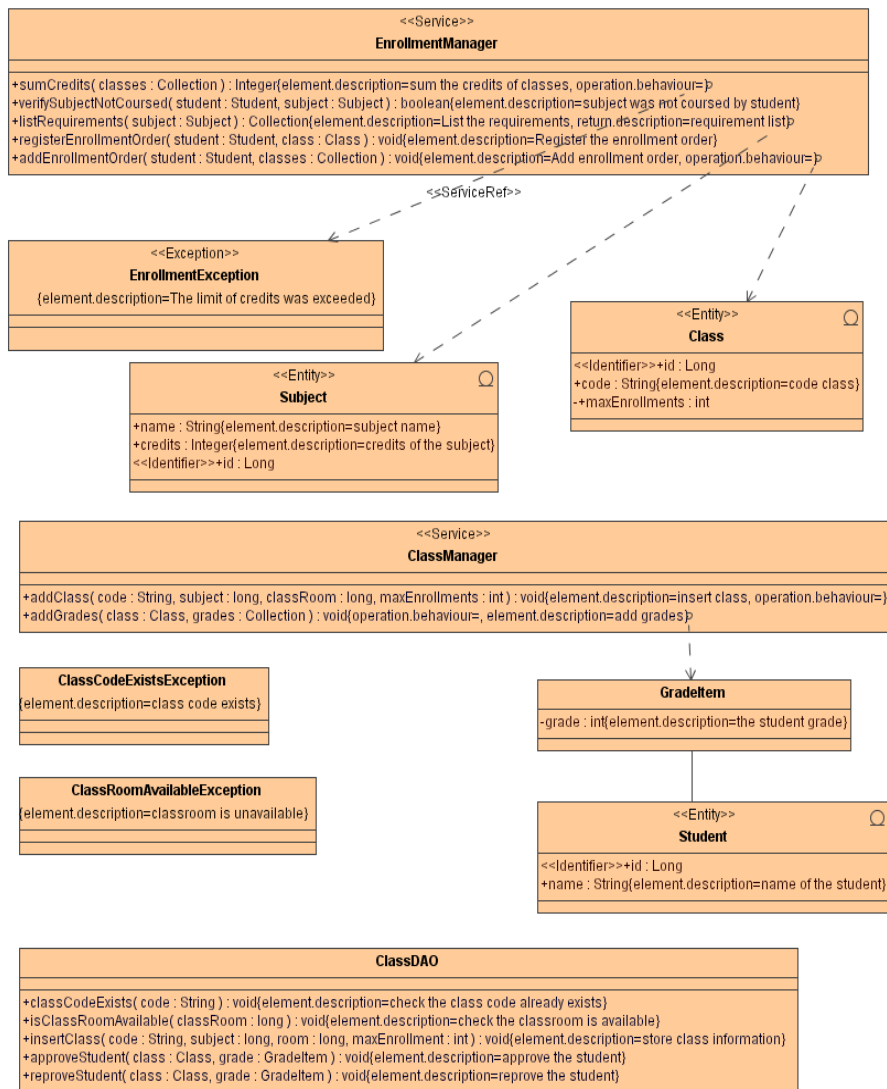 <<Service>>
EnrollmentManager
+sumCredits( classes : Collection ) : Integer{element.description=sum the credits of classes, operation.behaviour=}
+verifySubjectNotCoursed( student : Student, subject : Subject ) : boolean{element.description=subject was not coursed by student}
+listRequirements( subject : Subject ) : Collection{element.description=List the requirements, return.description=requirement list}
+registerEnrollmentOrder( student : Student, class : Class ) : void{element.description=Register the enrollment order}
+addEnrollmentOrder( student : Student, classes : Collection ) : void{element.description=Add enrollment order, operation.behaviour=}
<<ServiceRef>>
<<Exception>>
EnrollmentException
{element.description=The limit of credits was exceeded}
<<Entity>>
Class
<<Identifier>>+id : Long
+code : String{element.description=code class}
-+maxEnrollments : int
<<Entity>>
Subject
+name : String{element.description=subject name}
+credits : Integer{element.description=credits of the subject}
<<Identifier>>+id : Long
<<Service>>
ClassManager
+addClass( code : String, subject : long, classRoom : long, maxEnrollments : int ) : void{element.description=insert class, operation.behaviour=}
+addGrades( class : Class, grades : Collection ) : void{operation.behaviour=, element.description=add grades}
ClassCodeExistsException
{element.description=class code exists}
GradeItem
-grade : int{element.description=the student grade}
ClassRoomAvailableException
{element.description=classroom is unavailable}
<<Entity>>
Student
<<Identifier>>+id : Long
+name : String{element.description=name of the student}
ClassDAO
+classCodeExists( code : String ) : void{element.description=check the class code already exists}
+isClassRoomAvailable( classRoom : long ) : void{element.description=check the classroom is available}
+insertClass( code : String, subject : long, room : long, maxEnrollment : int ) : void{element.description=store class information}
+approveStudent( class : Class, grade : GradeItem ) : void{element.description=approve the student}
+reproveStudent( class : Class, grade : GradeItem ) : void{element.description=reprove the student}